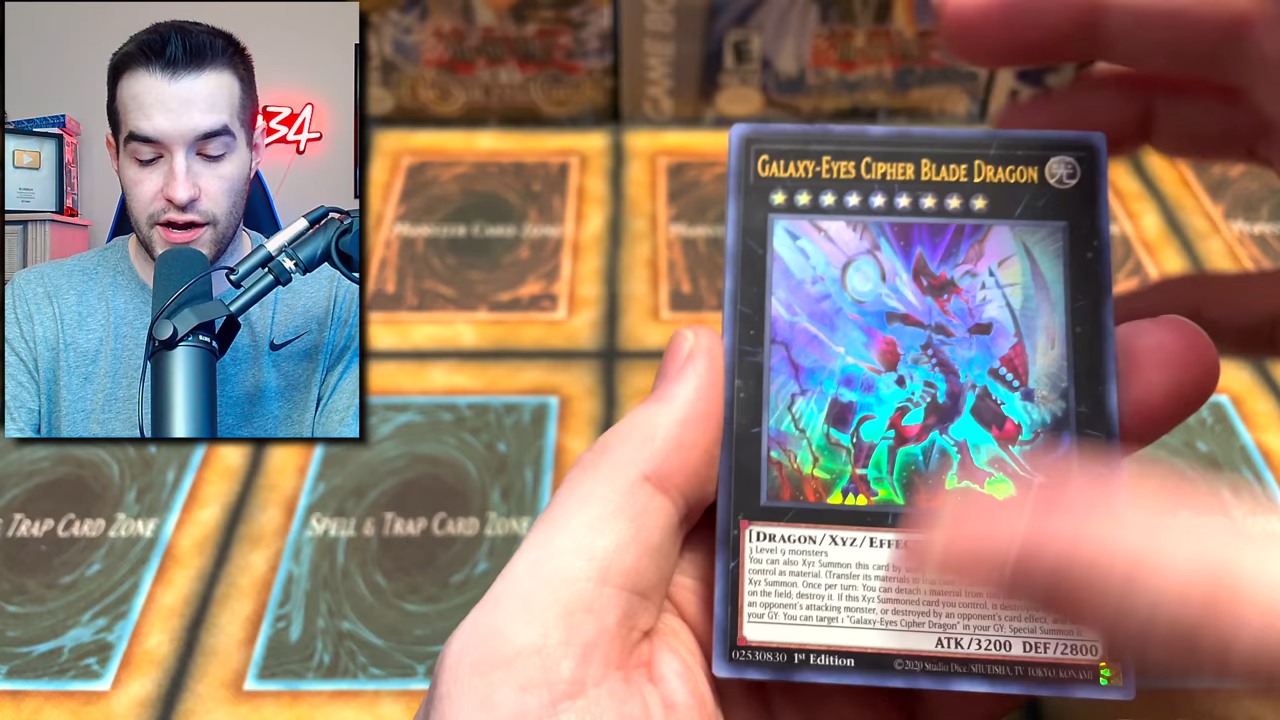 34
GAME BO
E
MONSTER CARD ZONE
GALAXY-EYES CIPHER BLADE DRAGON
光
[DRAGON/XYZ/EFFE
3 Level 9 monsters
You can also Xyz Summon this card by
control as material. (Transfer its materials to
Xyz Summon. Once per turn: You can detach 1 material from
on the field; destroy it. If this Xyz Summoned card you control, is destroyed
an opponent's attacking monster, or destroyed by an opponent's card effect, and
your GY: You can target 1 "Galaxy-Eyes Cipher Dragon" in your GY; Special Summon it.
ATK/3200 DEF/2800
02530830 1st Edition
©2020 Studio Dice/SHUEISHA, TV TOKYO, KONAMI
TRAP CARD ZONE
SPELL & TRAP CARD ZONE